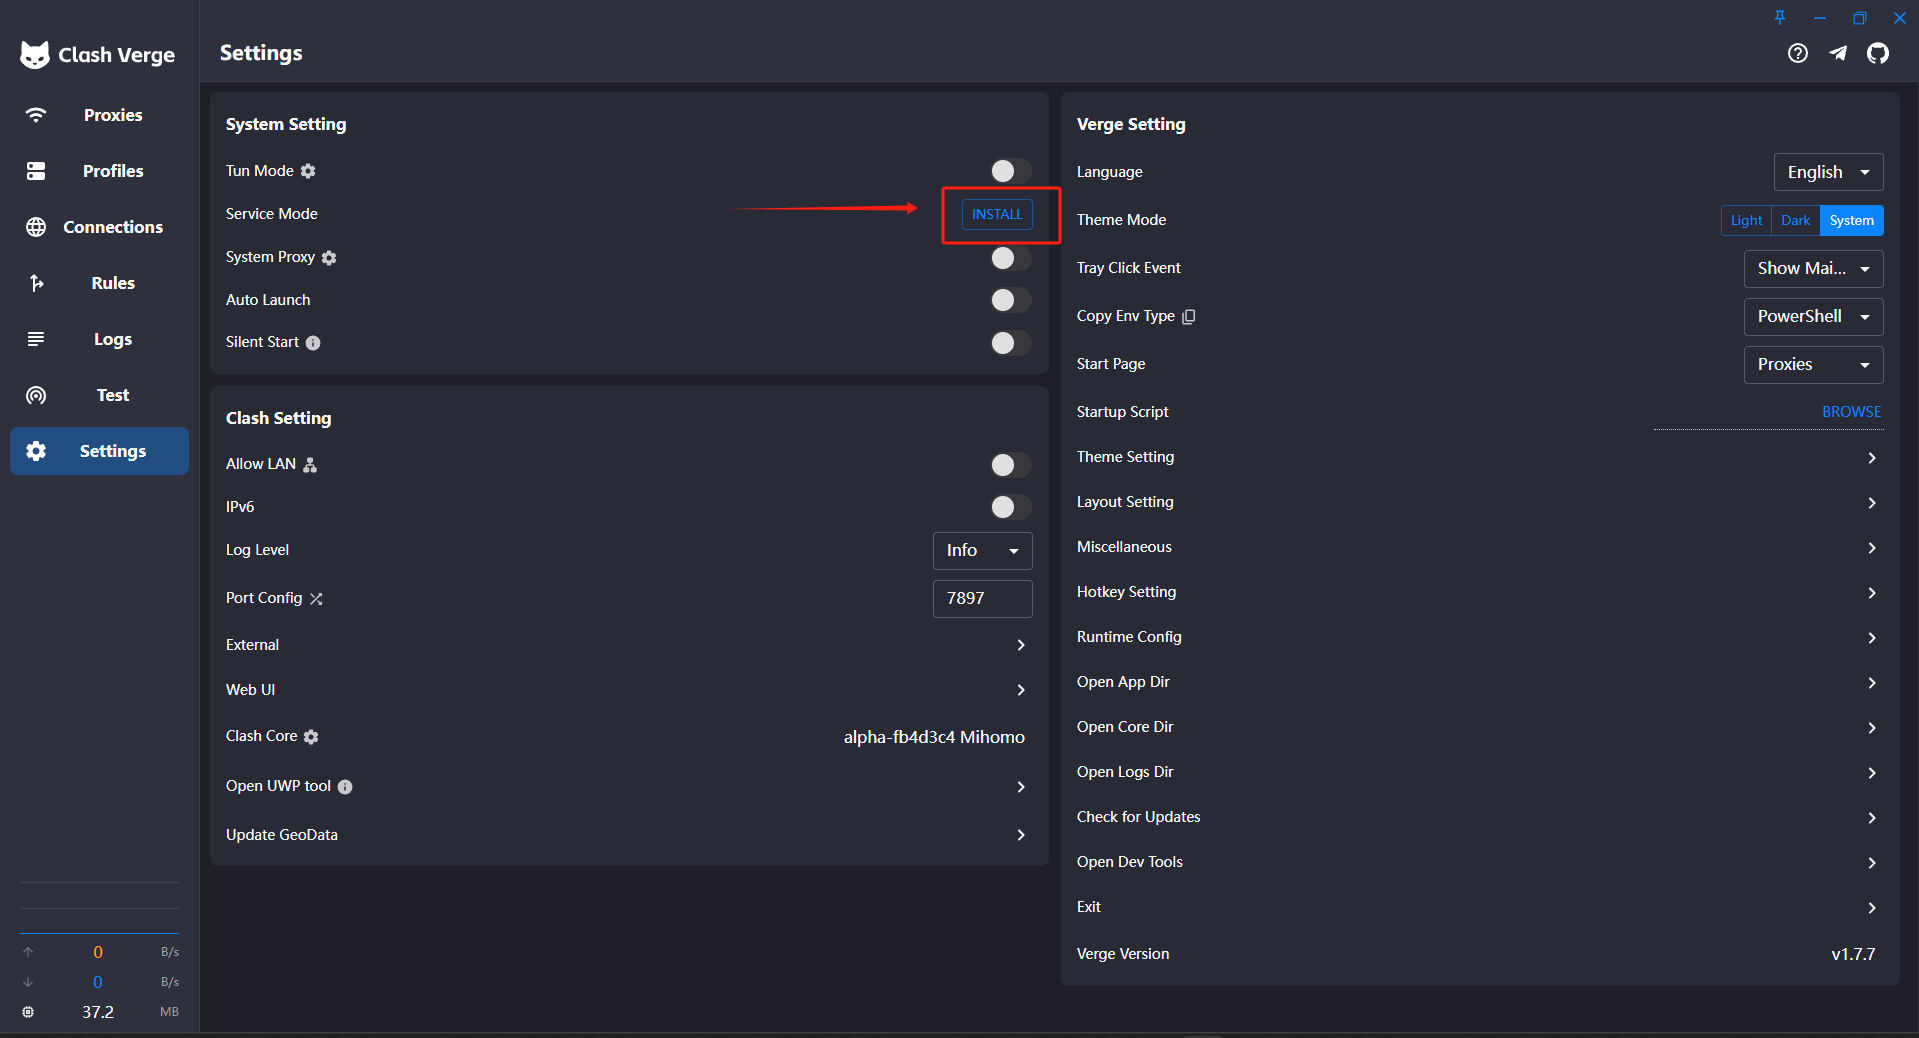 Clash Verge
Proxies
Profiles
Connections
Rules
Logs
Test
Settings
0 B/s
0 B/s
37.2 MB
Settings
System Setting
Tun Mode
Service Mode INSTALL
System Proxy
Auto Launch
Silent Start
Clash Setting
Allow LAN
IPv6
Log Level Info
Port Config 7897
External
Web UI
Clash Core alpha-fb4d3c4 Mihomo
Open UWP tool
Update GeoData
Verge Setting
Language English
Theme Mode Light Dark System
Tray Click Event Show Mai...
Copy Env Type PowerShell
Start Page Proxies
Startup Script BROWSE
Theme Setting
Layout Setting
Miscellaneous
Hotkey Setting
Runtime Config
Open App Dir
Open Core Dir
Open Logs Dir
Check for Updates
Open Dev Tools
Exit
Verge Version v1.7.7